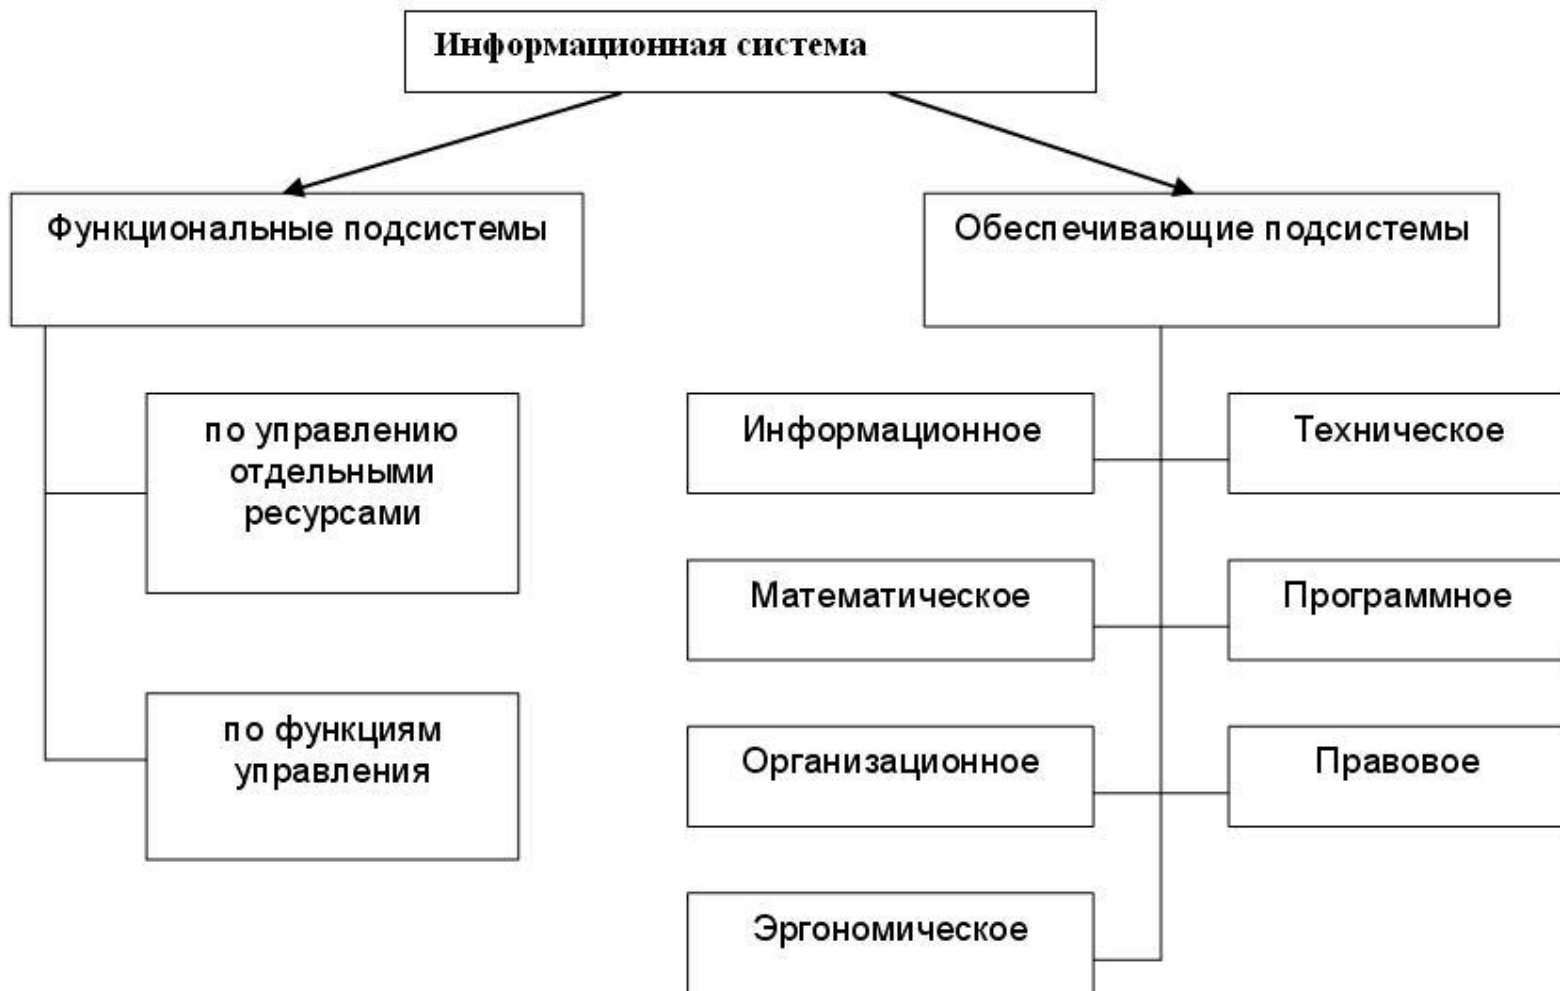 Информационная система
Функциональные подсистемы
Обеспечивающие подсистемы
по управлению
отдельными
ресурсами
по функциям
управления
Информационное
Техническое
Математическое
Программное
Организационное
Правовое
Эргономическое